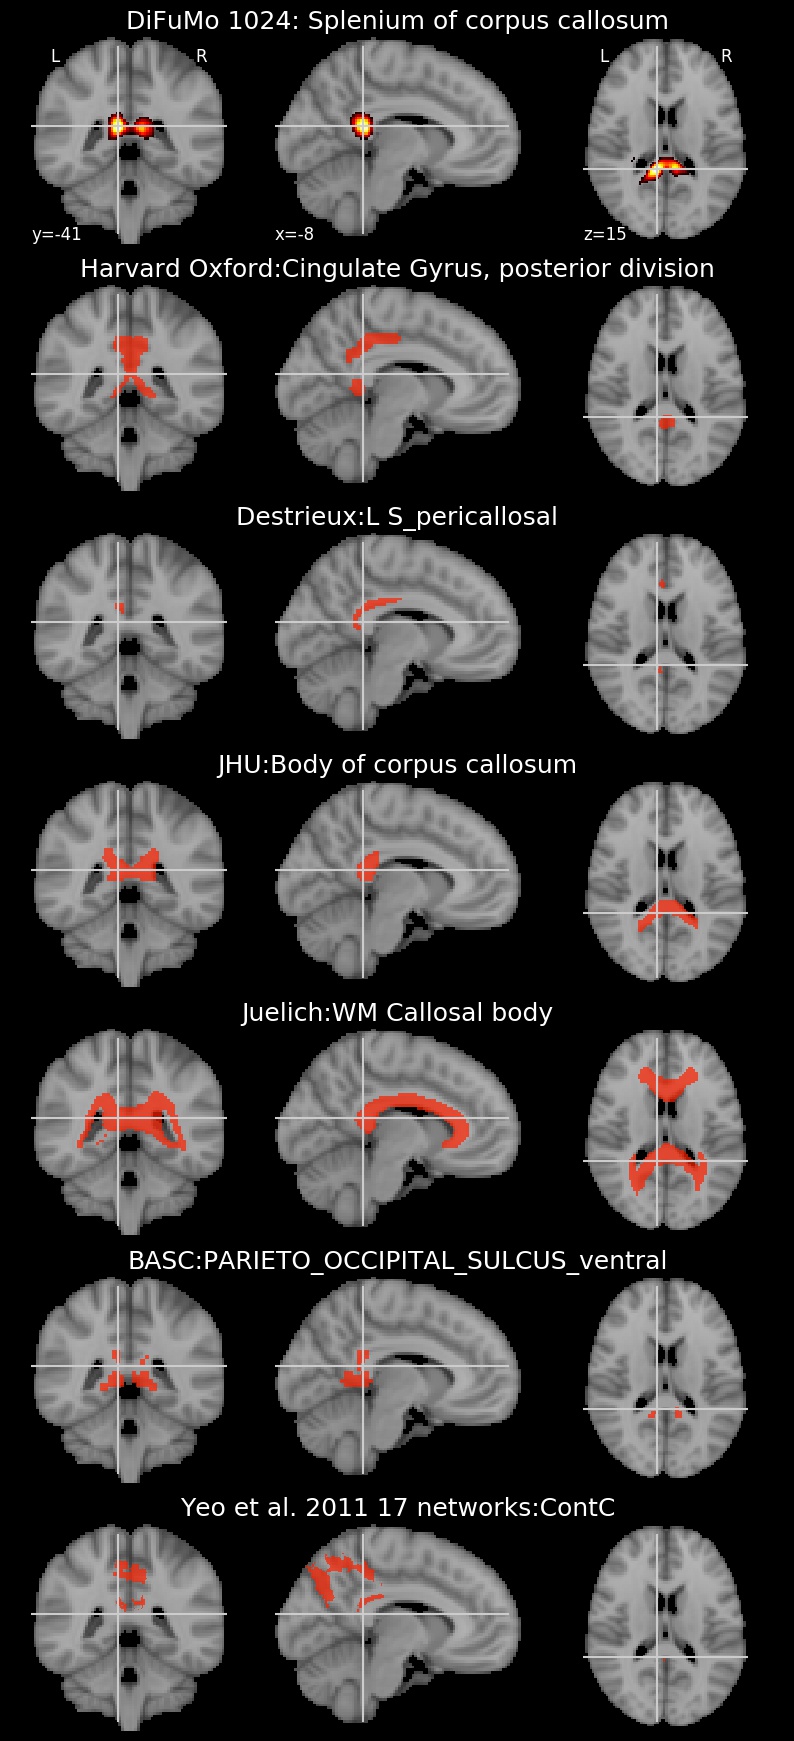 DiFuMo 1024: Splenium of corpus callosum
L R L R
y=-41 x=-8 z=15
Harvard Oxford:Cingulate Gyrus, posterior division
Destrieux:L S_pericallosal
JHU:Body of corpus callosum
Juelich:WM Callosal body
BASC:PARIETO_OCCIPITAL_SULCUS_ventral
Yeo et al. 2011 17 networks:ContC